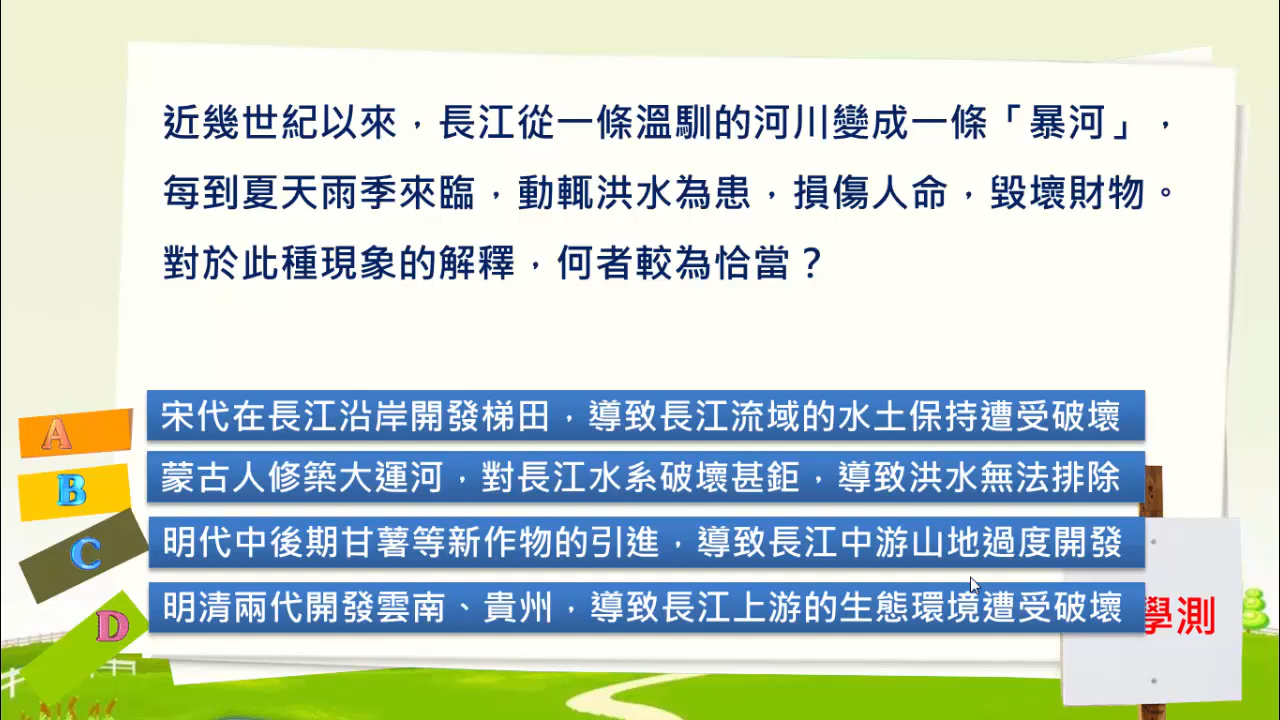 近幾世紀以來，長江從一條溫馴的河川變成一條「暴河」，
每到夏天雨季來臨，動輒洪水為患，損傷人命，毀壞財物。
對於此種現象的解釋，何者較為恰當？
A 宋代在長江沿岸開發梯田，導致長江流域的水土保持遭受破壞
B 蒙古人修築大運河，對長江水系破壞甚鉅，導致洪水無法排除
C 明代中後期甘薯等新作物的引進，導致長江中游山地過度開發
D 明清兩代開發雲南、貴州，導致長江上游的生態環境遭受破壞
學測